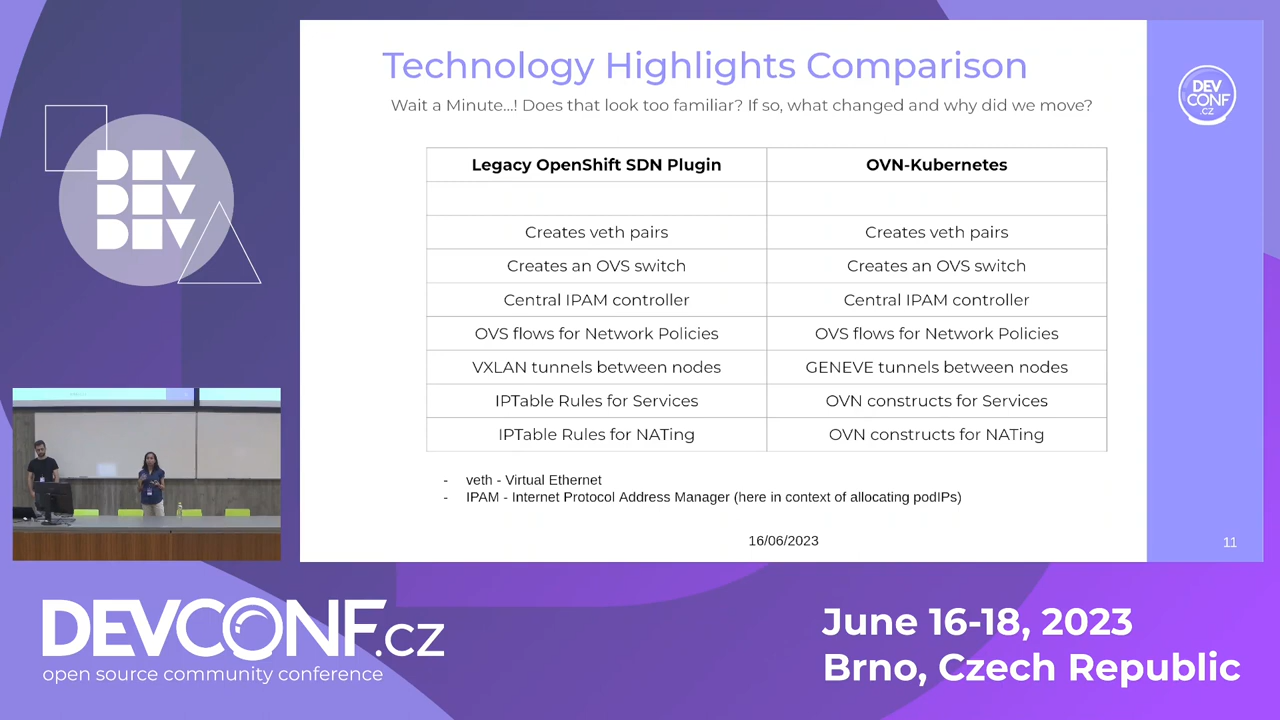 Technology Highlights Comparison
Wait a Minute...! Does that look too familiar? If so, what changed and why did we move?
DEV
CONF
.CZ
Legacy OpenShift SDN Plugin OVN-Kubernetes
Creates veth pairs Creates veth pairs
Creates an OVS switch Creates an OVS switch
Central IPAM controller Central IPAM controller
OVS flows for Network Policies OVS flows for Network Policies
VXLAN tunnels between nodes GENEVE tunnels between nodes
IPTable Rules for Services OVN constructs for Services
IPTable Rules for NATing OVN constructs for NATing
- veth - Virtual Ethernet
- IPAM - Internet Protocol Address Manager (here in context of allocating podIPs)
16/06/2023
11
DEV
DEV
DEV
DEVCONF.cz
open source community conference
June 16-18, 2023
Brno, Czech Republic